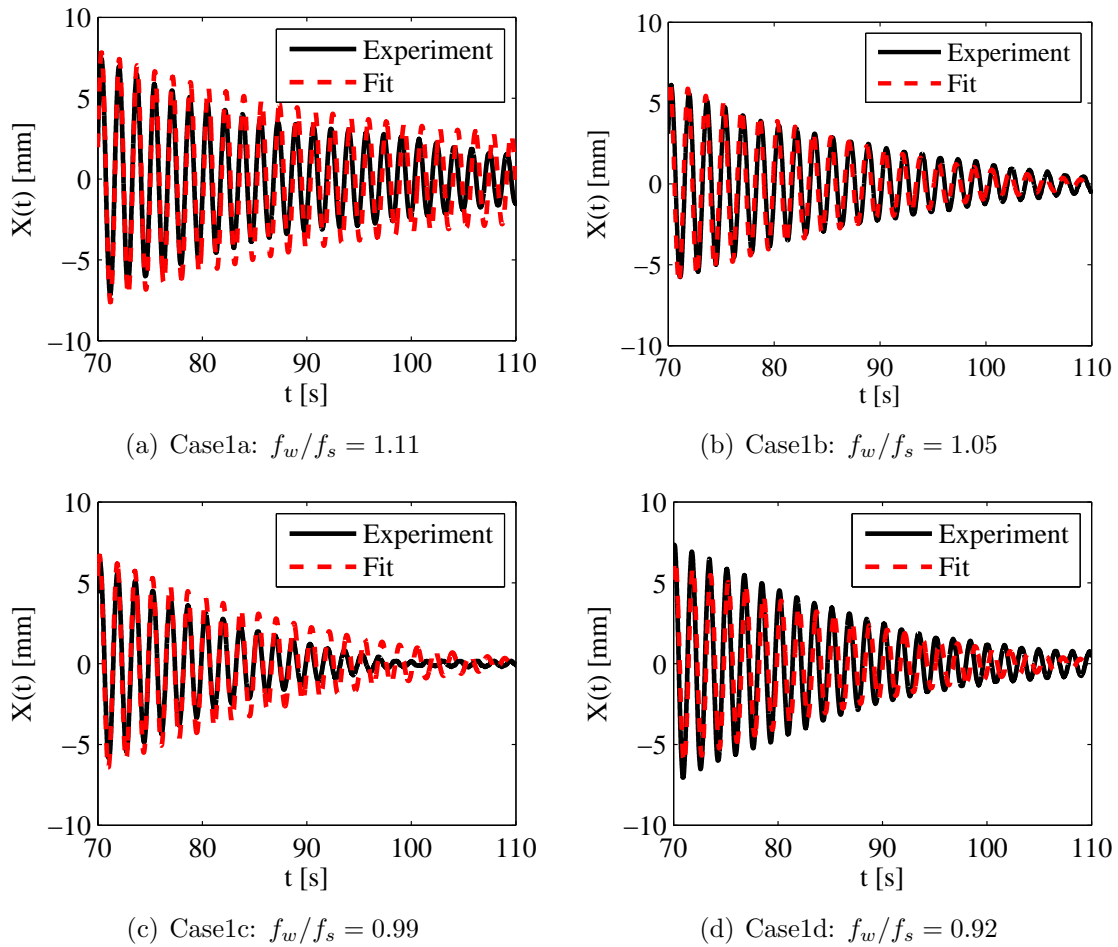 10
5
0
−5
−10
X(t) [mm]
Experiment
Fit
70 80 90 100 110
t [s]
(a) Case1a: f_w/f_s = 1.11
10
5
0
−5
−10
X(t) [mm]
Experiment
Fit
70 80 90 100 110
t [s]
(b) Case1b: f_w/f_s = 1.05
10
5
0
−5
−10
X(t) [mm]
Experiment
Fit
70 80 90 100 110
t [s]
(c) Case1c: f_w/f_s = 0.99
10
5
0
−5
−10
X(t) [mm]
Experiment
Fit
70 80 90 100 110
t [s]
(d) Case1d: f_w/f_s = 0.92